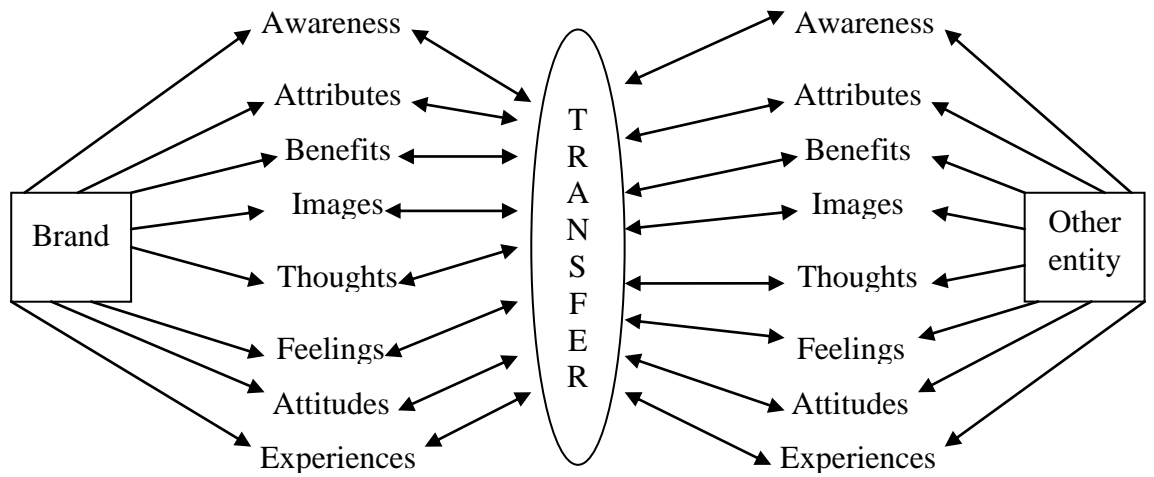 Brand
Awareness
Attributes
Benefits
Images
Thoughts
Feelings
Attitudes
Experiences
TRANSFER
Awareness
Attributes
Benefits
Images
Thoughts
Feelings
Attitudes
Experiences
Other
entity